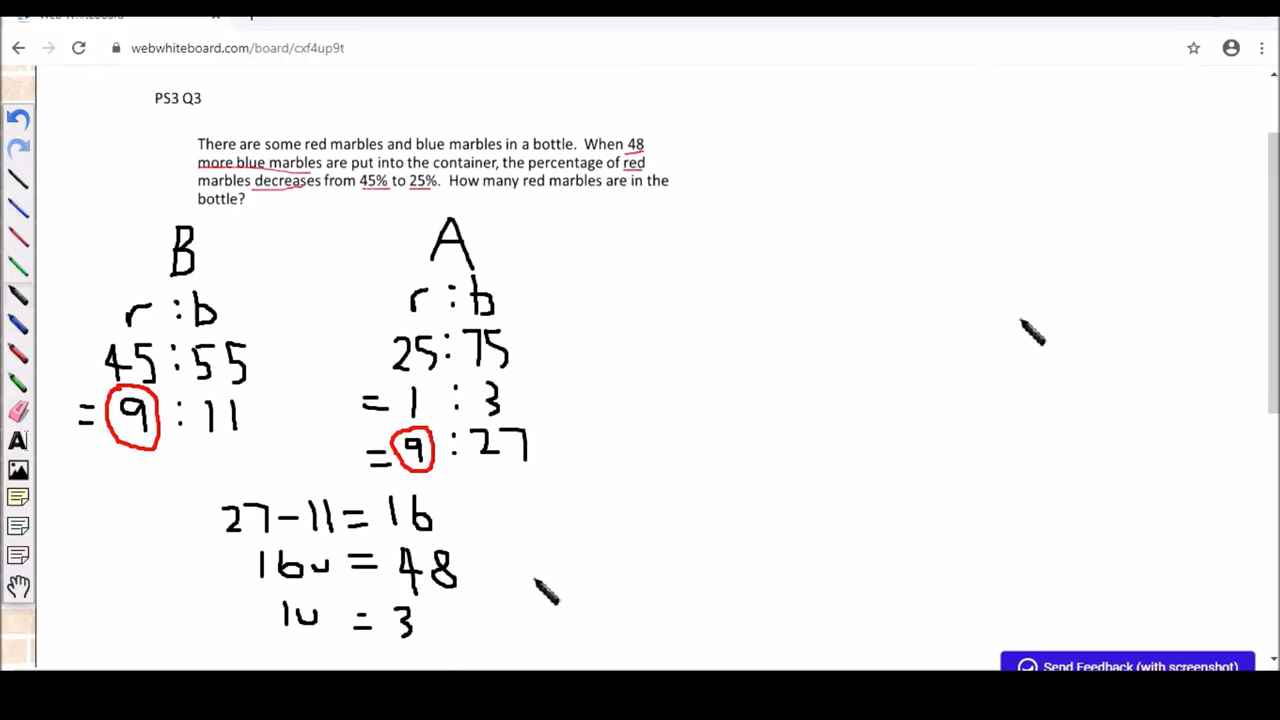 webwhiteboard.com/board/cxf4up9t
PS3 Q3
There are some red marbles and blue marbles in a bottle. When 48
more blue marbles are put into the container, the percentage of red
marbles decreases from 45% to 25%. How many red marbles are in the
bottle?
B
r : b
45 : 55
= 9 : 11
A
r : b
25 : 75
= 1 : 3
= 9 : 27
27-11 = 16
16u = 48
1u = 3
A
Send Feedback (with screenshot)